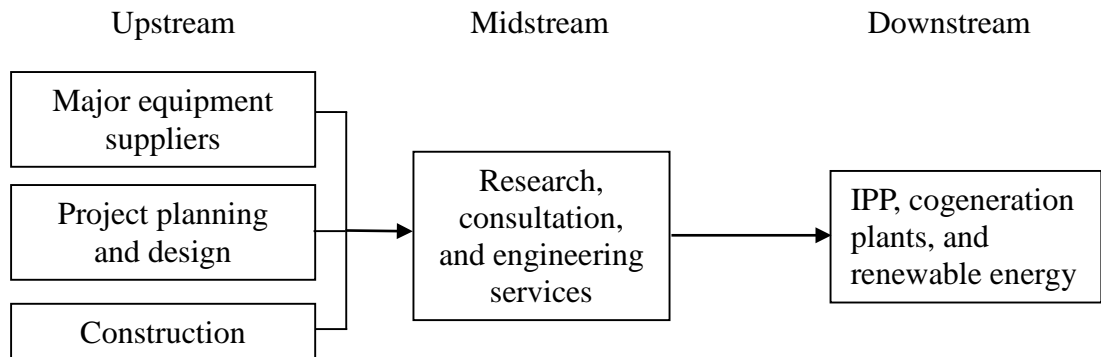 Upstream
Midstream
Downstream
Major equipment
suppliers
Project planning
and design
Construction
Research,
consultation,
and engineering
services
IPP, cogeneration
plants, and
renewable energy